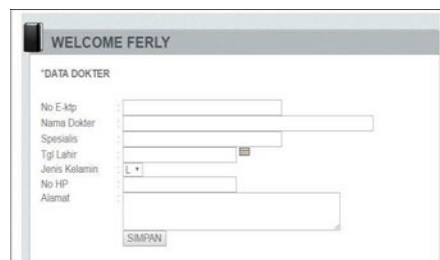 WELCOME FERLY
*DATA DOKTER
No E-ktp :
Nama Dokter :
Spesialis :
Tgl Lahir :
Jenis Kelamin : L
No HP :
Alamat :
SIMPAN